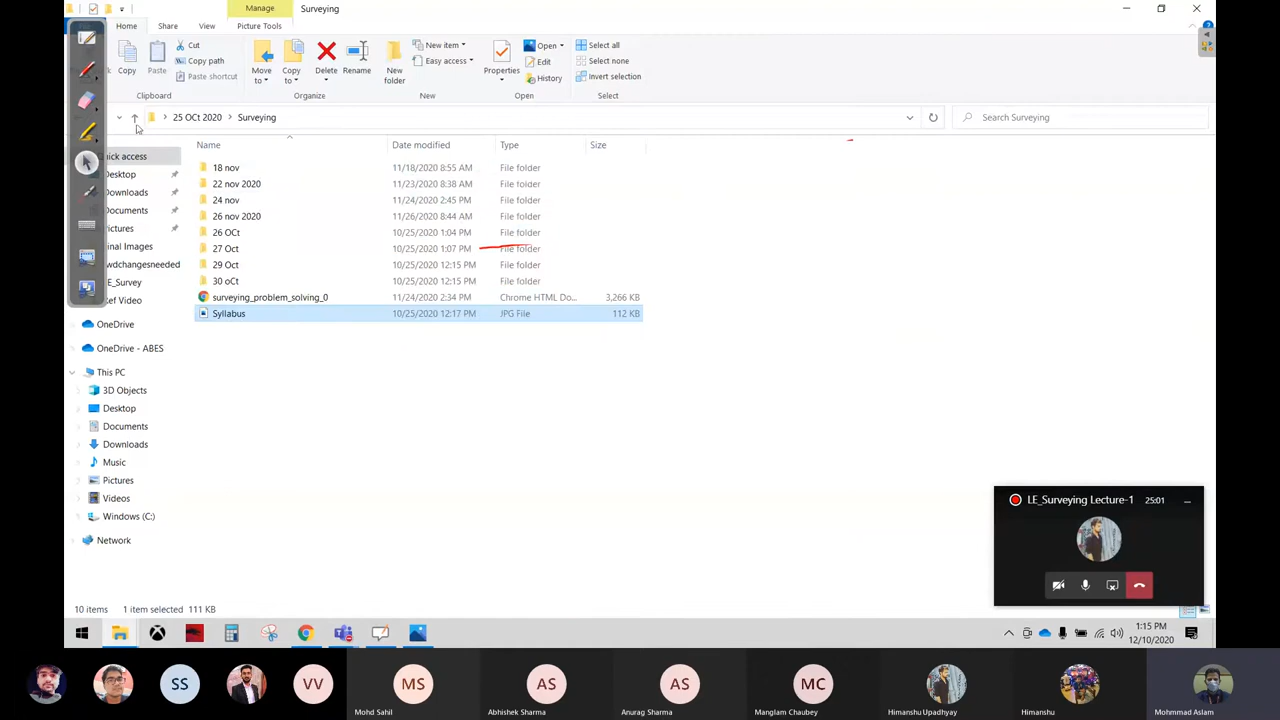 Manage
Surveying
Home
Share
View
Picture Tools
Copy
Paste
Cut
Copy path
Paste shortcut
Move to
Copy to
Delete
Rename
New folder
New item
Easy access
Properties
Open
Edit
History
Select all
Select none
Invert selection
Clipboard
Organize
New
Open
Select
25 OCt 2020
Surveying
Search Surveying
Name
Date modified
Type
Size
18 nov 11/18/2020 8:55 AM File folder
22 nov 2020 11/23/2020 8:38 AM File folder
24 nov 11/24/2020 2:45 PM File folder
26 nov 2020 11/26/2020 8:44 AM File folder
26 OCt 10/25/2020 1:04 PM File folder
27 Oct 10/25/2020 1:07 PM File folder
29 Oct 10/25/2020 12:15 PM File folder
30 oCt 10/25/2020 12:15 PM File folder
surveying_problem_solving_0 11/24/2020 2:34 PM Chrome HTML Do... 3,266 KB
Syllabus 10/25/2020 12:17 PM JPG File 112 KB
uick access
Desktop
Downloads
Documents
ictures
inal Images
wdchangesneeded
E_Survey
ef Video
OneDrive
OneDrive - ABES
This PC
3D Objects
Desktop
Documents
Downloads
Music
Pictures
Videos
Windows (C:)
Network
LE_Surveying Lecture-1 25:01
10 items 1 item selected 111 KB
1:15 PM
12/10/2020
SS
VV
MS
Mohd Sahil
AS
Abhishek Sharma
AS
Anurag Sharma
MC
Manglam Chaubey
Himanshu Upadhyay
Himanshu
Mohmmad Aslam